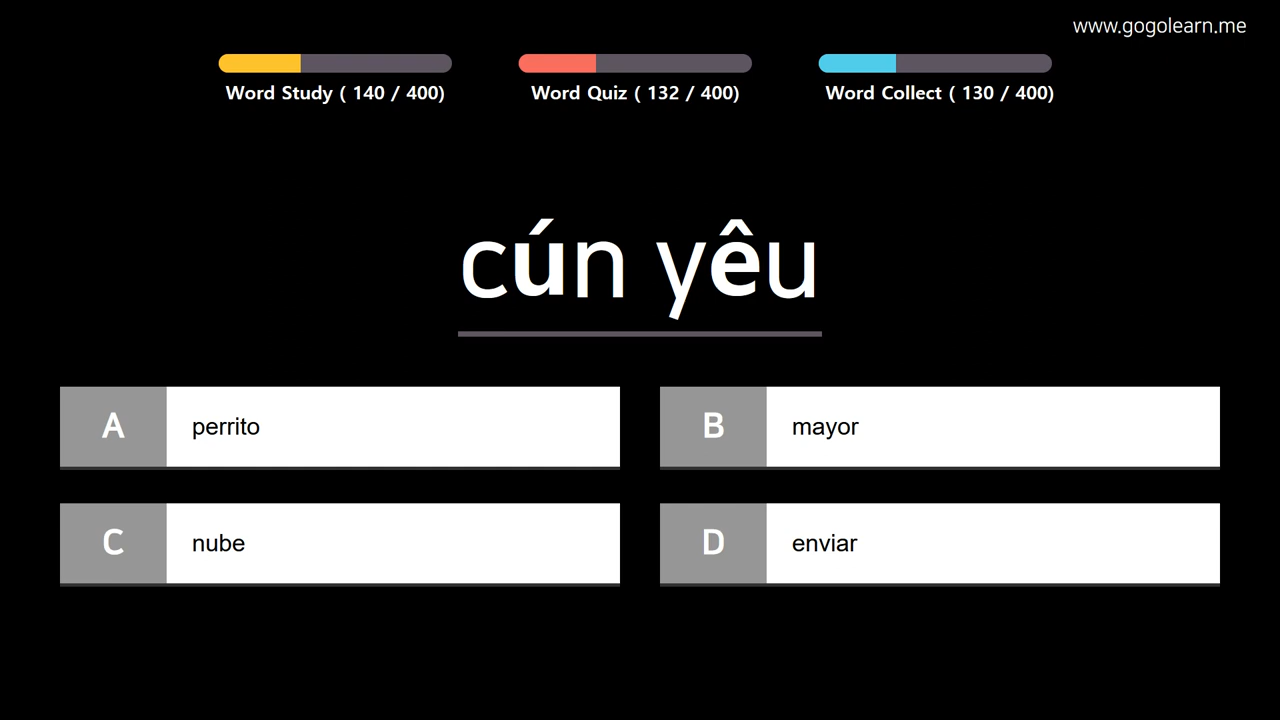 www.gogolearn.me
Word Study ( 140 / 400) Word Quiz ( 132 / 400) Word Collect ( 130 / 400)
cún yêu
A perrito B mayor
C nube D enviar